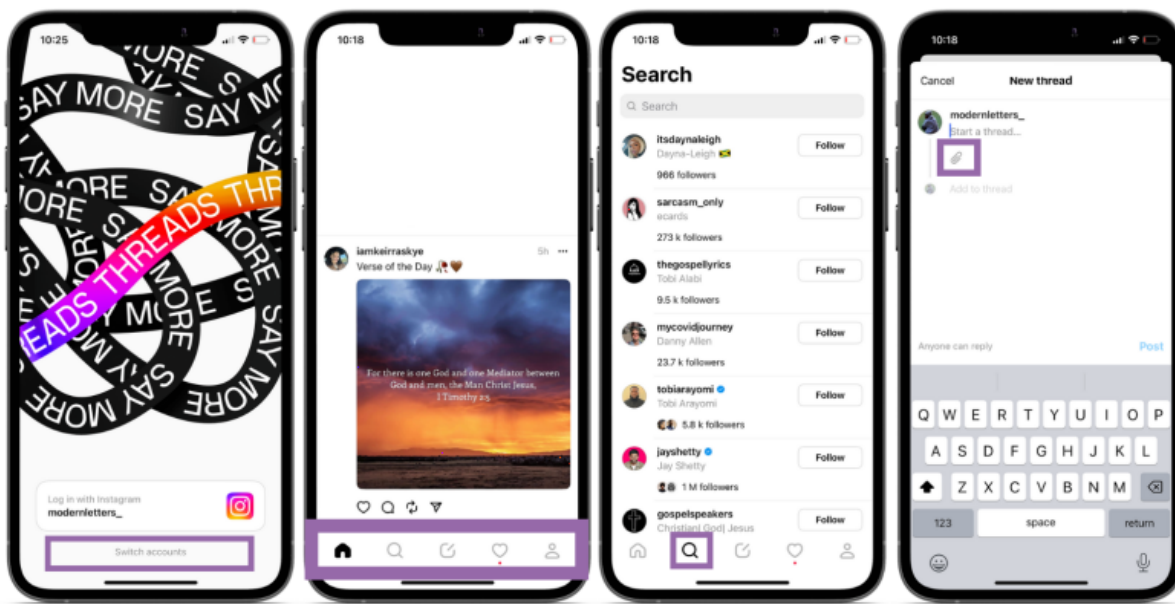 10:25
SAY MORE SAY MORE
THREADS THREADS THR
SAY MORE
Log in with Instagram
modernletters_
Switch accounts
10:18
iamkeirraskye
5h
Verse of the Day
For there is one God and one Mediator between
God and men, the Man Christ Jesus,
I Timothy 2:5
10:18
Search
Search
itsdaynaleigh
Dayna-Leigh
966 followers
Follow
sarcasm_only
ecards
273 k followers
Follow
thegospellyrics
Tobi Alabi
9.5 k followers
Follow
mycovidjourney
Danny Allen
23.7 k followers
Follow
tobiarayomi
Tobi Arayomi
5.8 k followers
Follow
jayshetty
Jay Shetty
1 M followers
Follow
gospelspeakers
Christian| God| Jesus
Follow
10:18
Cancel
New thread
modernletters_
Start a thread...
Add to thread
Anyone can reply
Post
Q W E R T Y U I O P
A S D F G H J K L
Z X C V B N M
123
space
return